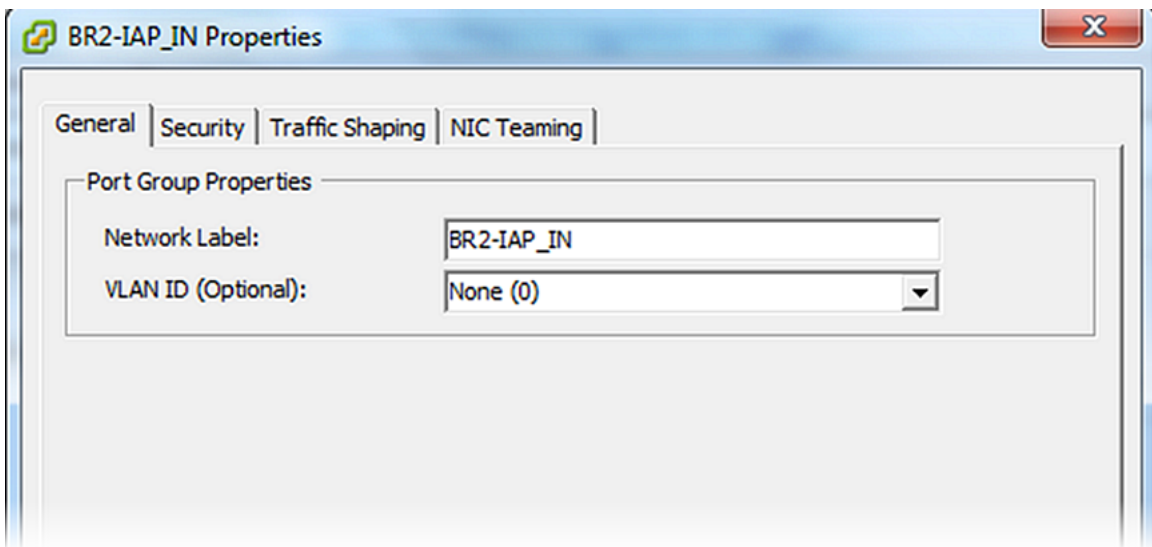 BR2-IAP_IN Properties
General Security Traffic Shaping NIC Teaming
Port Group Properties
Network Label: BR2-IAP_IN
VLAN ID (Optional): None (0)